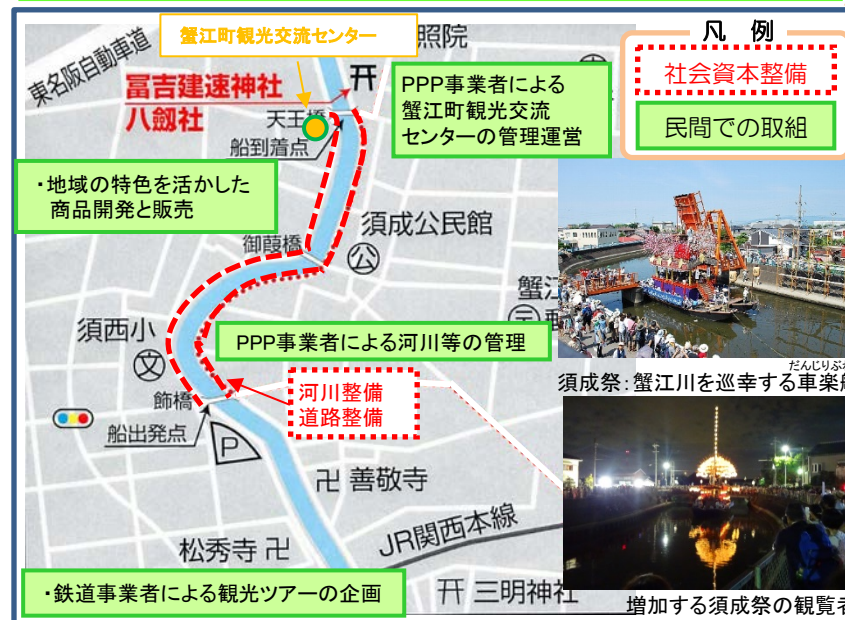 蟹江町観光交流センター
照院
東名阪自動車道
冨吉建速神社
八劔社
天王橋
船到着点
PPP事業者による
蟹江町観光交流
センターの管理運営
凡 例
社会資本整備
民間での取組
・地域の特色を活かした
商品開発と販売
須成公民館
公
御葭橋
蟹江
須西小
文
PPP事業者による河川等の管理
河川整備
道路整備
飾橋
船出発点
P
だんじりぶね
須成祭:蟹江川を巡幸する車楽船
卍 善敬寺
松秀寺 卍
JR関西本線
・鉄道事業者による観光ツアーの企画
三明神社
増加する須成祭の観覧者